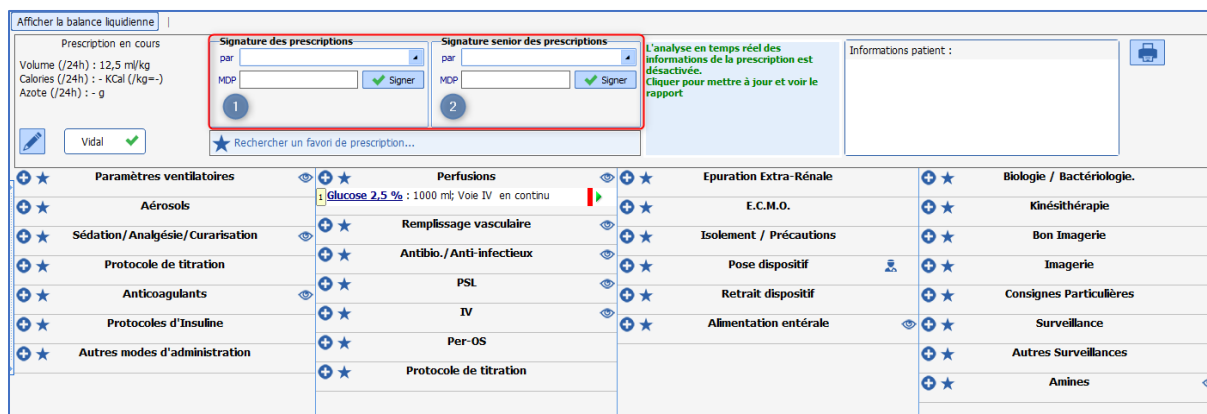 Afficher la balance liquidienne
Prescription en cours
Volume (/24h) : 12,5 ml/kg
Calories (/24h) : - KCal (/kg=-)
Azote (/24h) : - g
Vidal
Signature des prescriptions
par
MDP
Signer
1
Signature senior des prescriptions
par
MDP
Signer
2
L'analyse en temps réel des
informations de la prescription est
désactivée.
Cliquer pour mettre à jour et voir le
rapport
Informations patient :
Rechercher un favori de prescription...
Paramètres ventilatoires
Aérosols
Sédation/Analgésie/Curarisation
Protocole de titration
Anticoagulants
Protocoles d'Insuline
Autres modes d'administration
Perfusions
1 Glucose 2,5 % : 1000 ml; Voie IV en continu
Remplissage vasculaire
Antibio./Anti-infectieux
PSL
IV
Per-OS
Protocole de titration
Epuration Extra-Rénale
E.C.M.O.
Isolement / Précautions
Pose dispositif
Retrait dispositif
Alimentation entérale
Biologie / Bactériologie.
Kinésithérapie
Bon Imagerie
Imagerie
Consignes Particulières
Surveillance
Autres Surveillances
Amines